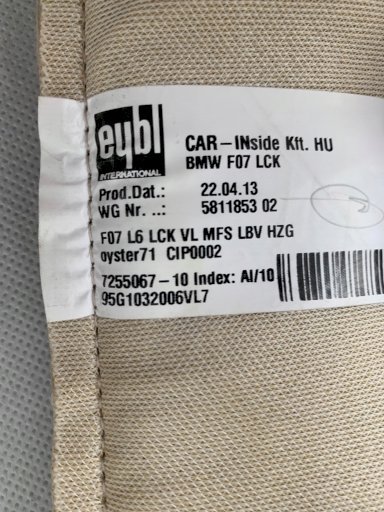 eybl
INTERNATIONAL
CAR-INside Kft. HU
BMW F07 LCK
Prod.Dat.: 22.04.13
WG Nr. ..: 5811853 02
F07 L6 LCK VL MFS LBV HZG
oyster71 CIP0002
7255067-10 Index: AI/10
95G1032006VL7